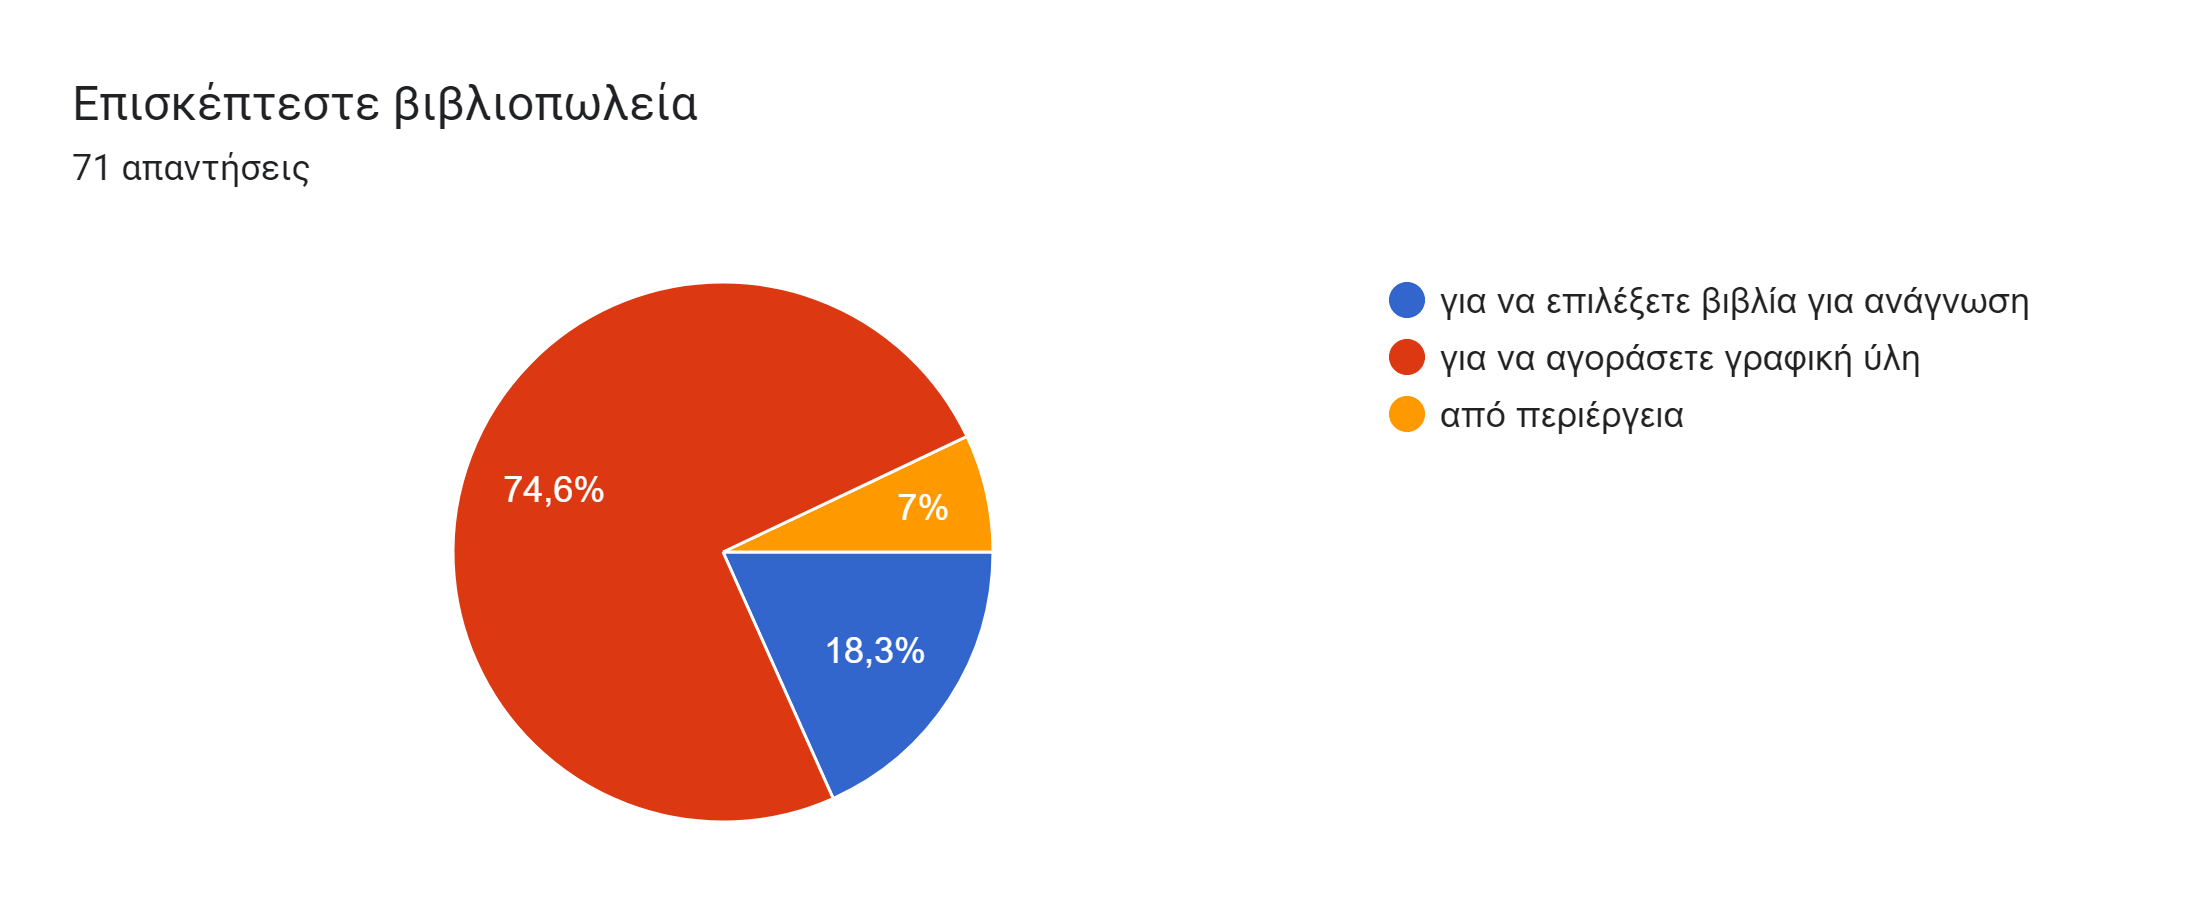 Επισκέπτεστε βιβλιοπωλεία
71 απαντήσεις
για να επιλέξετε βιβλία για ανάγνωση
για να αγοράσετε γραφική ύλη
από περιέργεια
74,6%
7%
18,3%